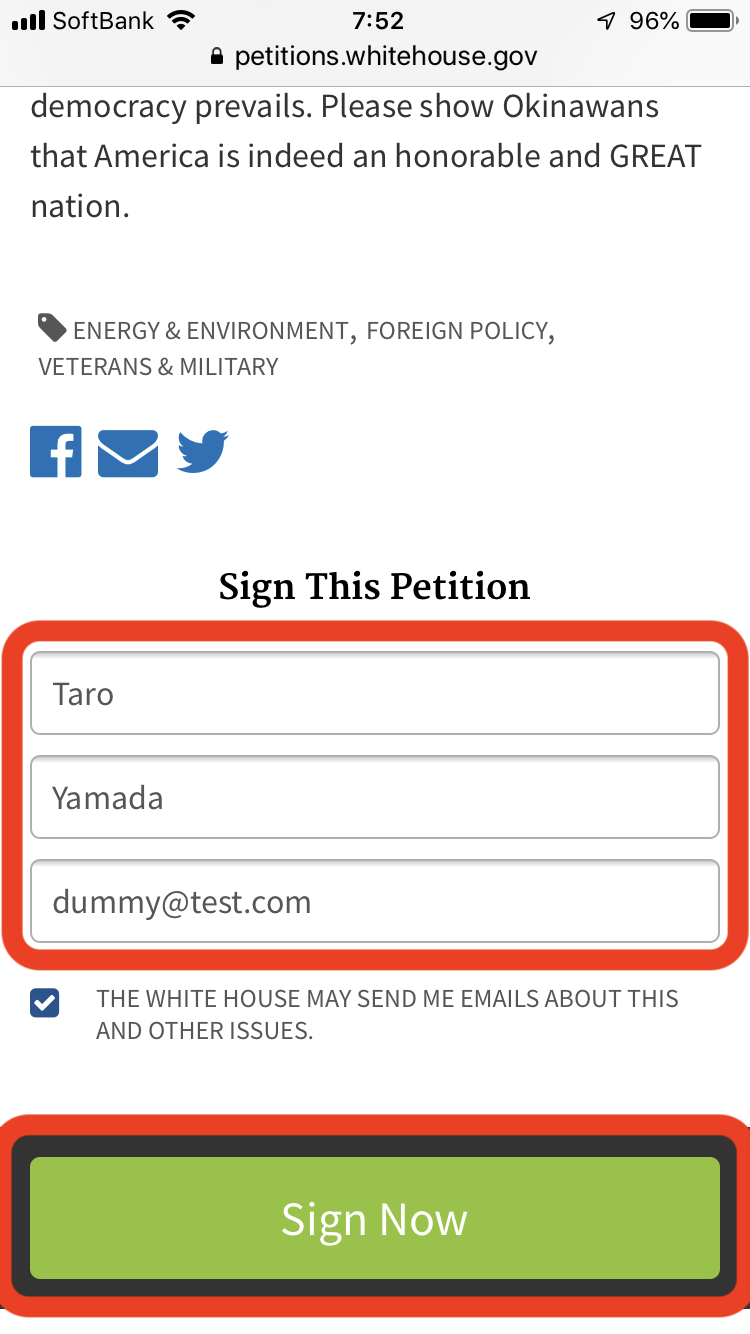 SoftBank 7:52 96%
petitions.whitehouse.gov
democracy prevails. Please show Okinawans
that America is indeed an honorable and GREAT
nation.
ENERGY & ENVIRONMENT, FOREIGN POLICY,
VETERANS & MILITARY
Sign This Petition
Taro
Yamada
dummy@test.com
THE WHITE HOUSE MAY SEND ME EMAILS ABOUT THIS
AND OTHER ISSUES.
Sign Now